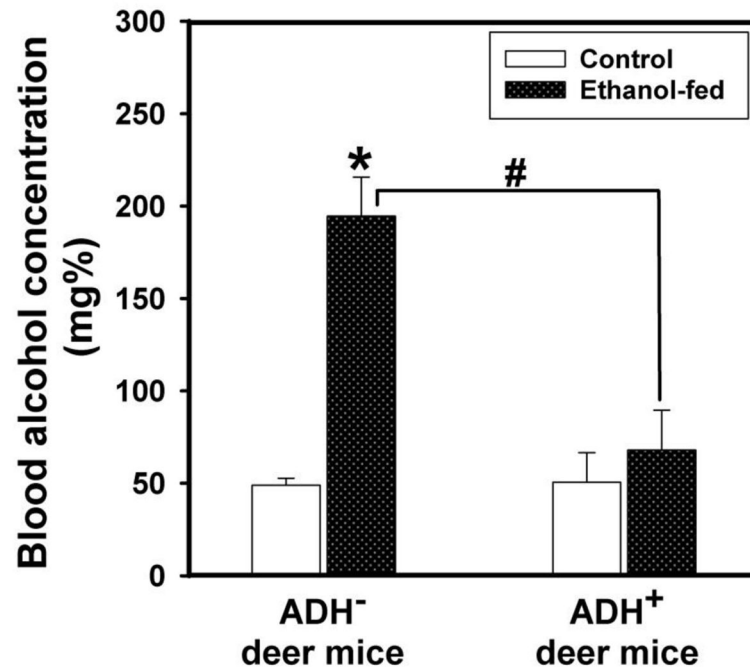 Blood alcohol concentration
(mg%)
300
250
200
150
100
50
0
Control
Ethanol-fed
*
#
ADH⁻
deer mice
ADH⁺
deer mice